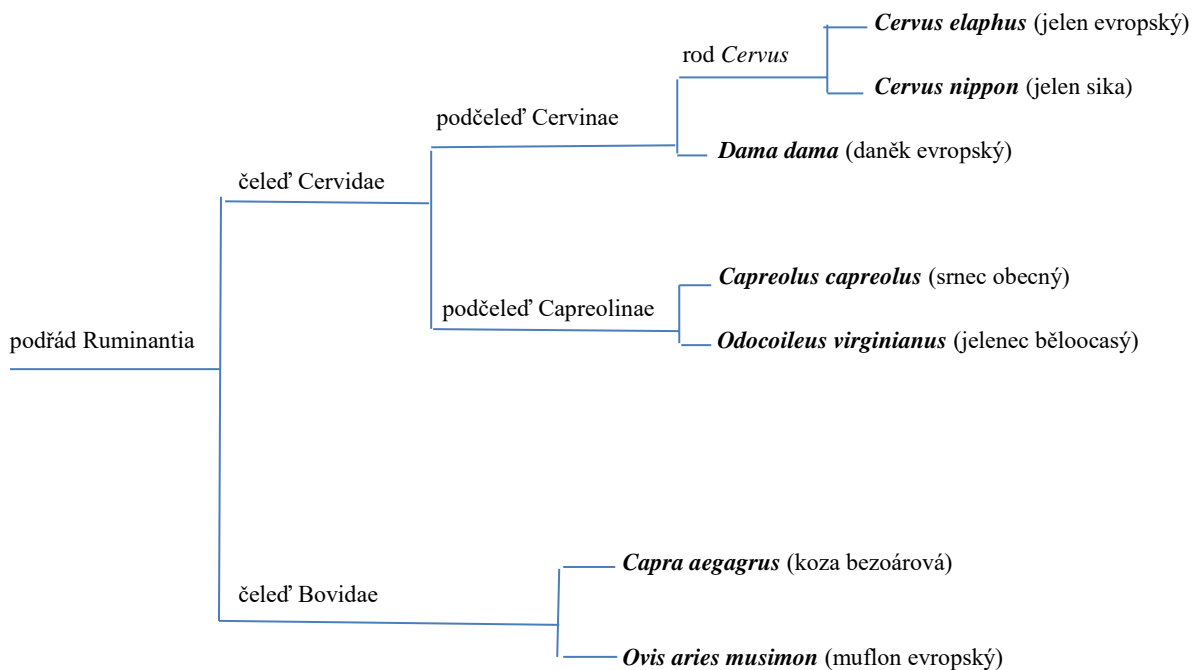 Cervus elaphus (jelen evropský)
rod Cervus
Cervus nippon (jelen sika)
podčeleď Cervinae
Dama dama (daněk evropský)
čeleď Cervidae
Capreolus capreolus (srnec obecný)
podčeleď Capreolinae
Odocoileus virginianus (jelenec běloocasý)
podřád Ruminantia
Capra aegagrus (koza bezoárová)
čeleď Bovidae
Ovis aries musimon (muflon evropský)